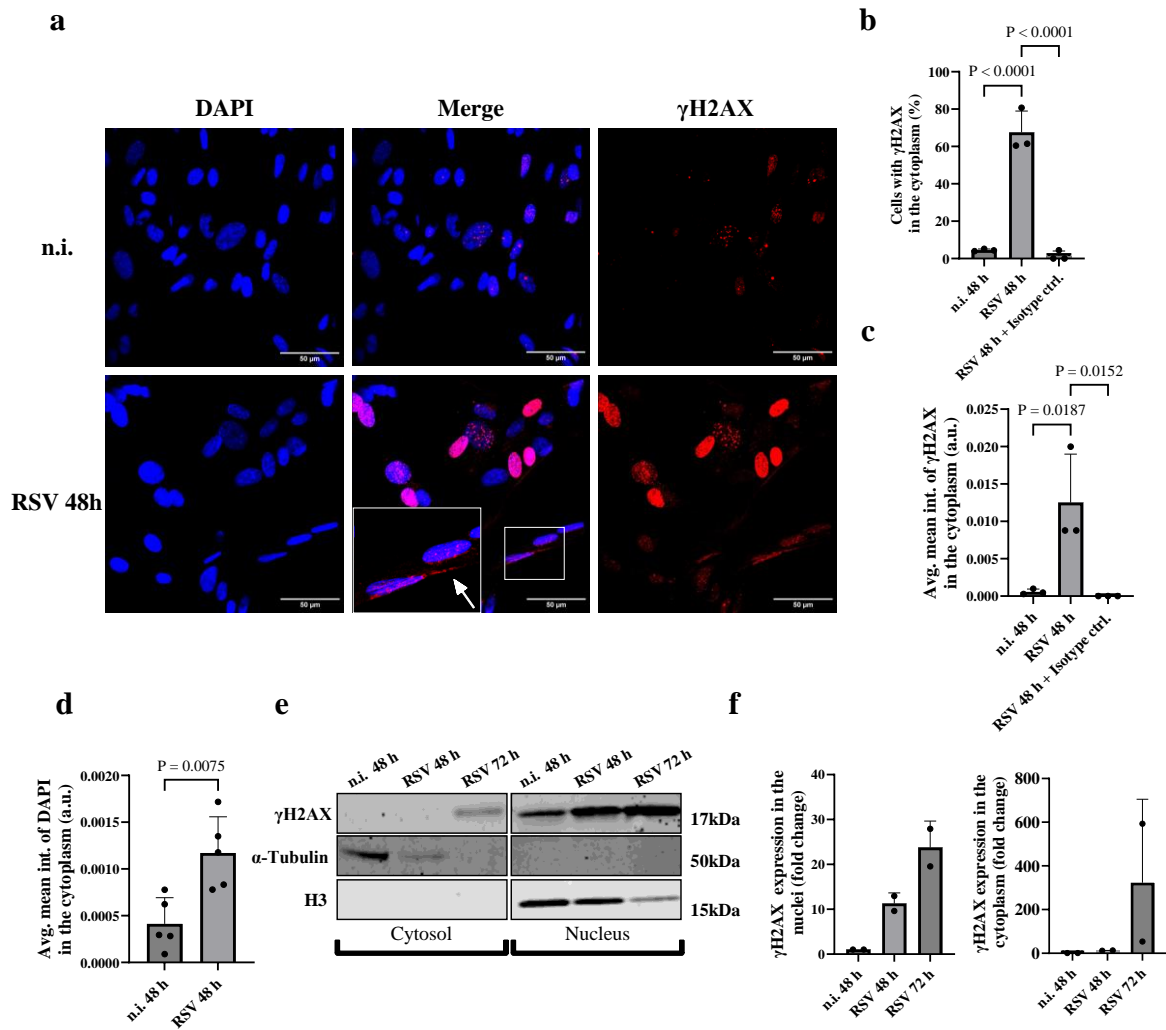 a
DAPI
Merge
γH2AX
n.i.
50 µm
50 µm
50 µm
RSV 48h
50 µm
50 µm
50 µm
b
P < 0.0001
P < 0.0001
Cells with γH2AX
in the cytoplasm (%)
100
80
60
40
20
0
n.i. 48 h
RSV 48 h
RSV 48 h + Isotype ctrl.
c
P = 0.0152
P = 0.0187
Avg. mean int. of γH2AX
in the cytoplasm (a.u.)
0.025
0.020
0.015
0.010
0.005
0.000
n.i. 48 h
RSV 48 h
RSV 48 h + Isotype ctrl.
d
P = 0.0075
Avg. mean int. of DAPI
in the cytoplasm (a.u.)
0.0020
0.0015
0.0010
0.0005
0.0000
n.i. 48 h
RSV 48 h
e
n.i. 48 h
RSV 48 h
RSV 72 h
n.i. 48 h
RSV 48 h
RSV 72 h
γH2AX
17kDa
α-Tubulin
50kDa
H3
15kDa
Cytosol
Nucleus
f
γH2AX expression in the
nuclei (fold change)
40
30
20
10
0
n.i. 48 h
RSV 48 h
RSV 72 h
γH2AX expression in the
cytoplasm (fold change)
800
600
400
200
0
n.i. 48 h
RSV 48 h
RSV 72 h